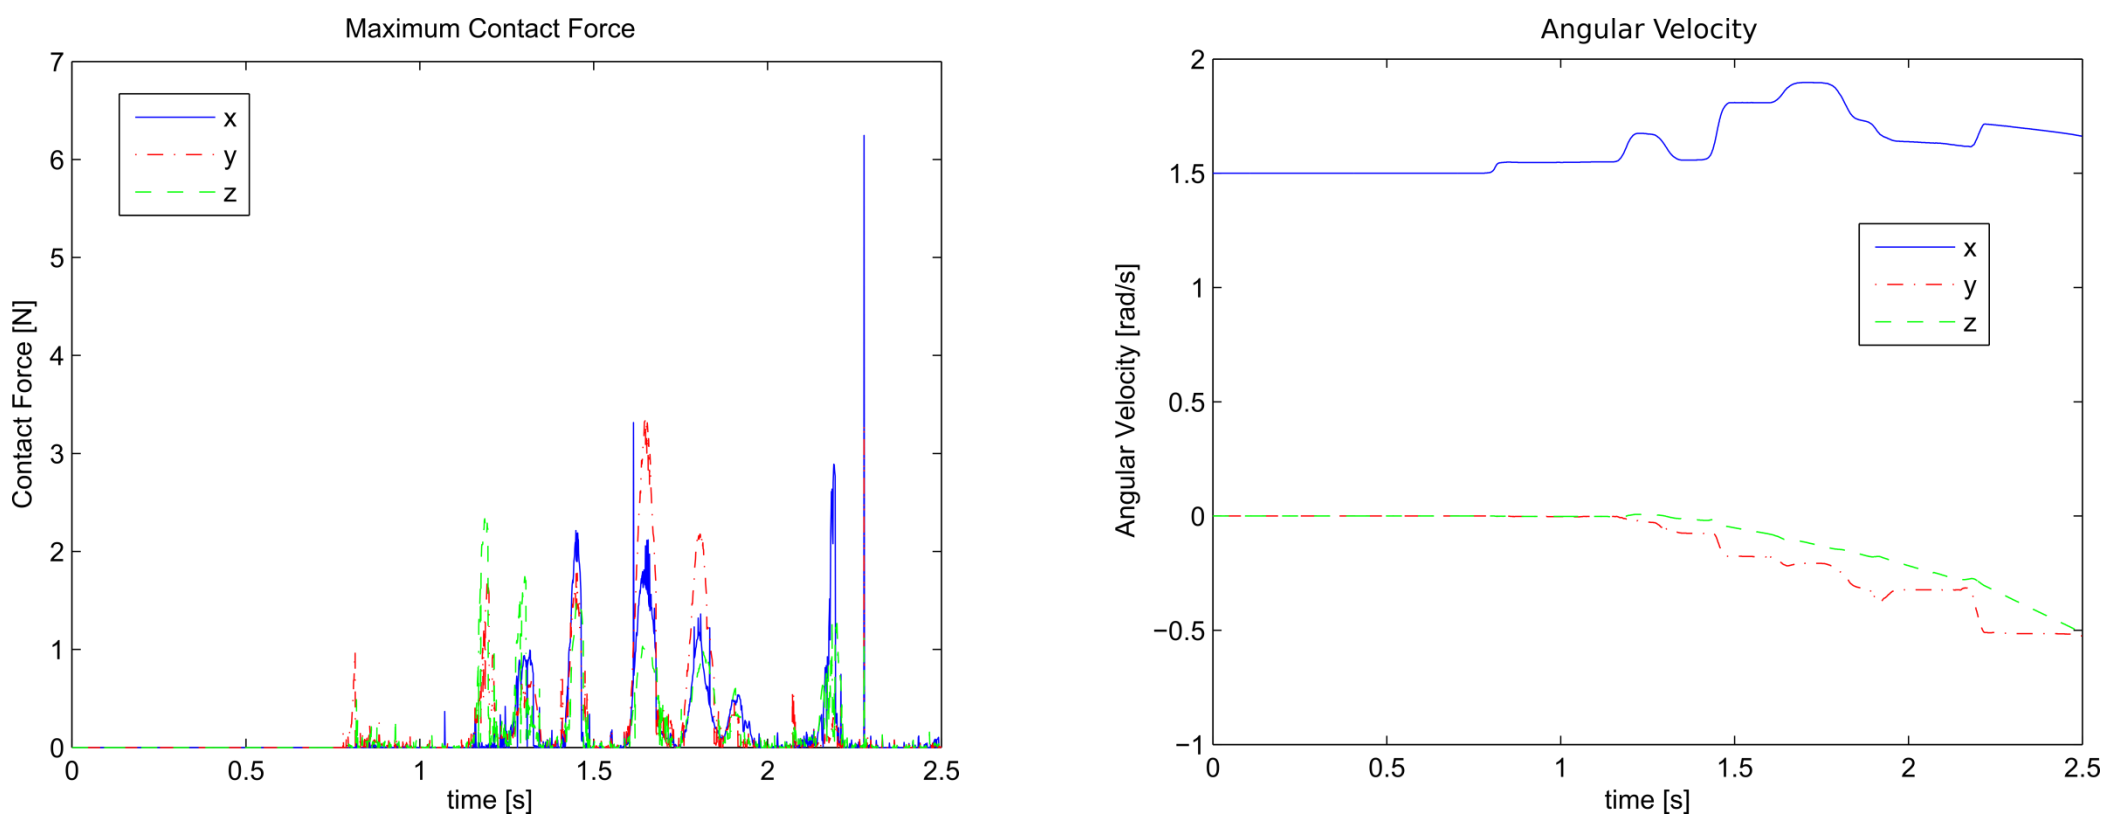 Maximum Contact Force
7
6
5
4
3
2
1
0
Contact Force [N]
x
y
z
0
0.5
1
1.5
2
2.5
time [s]
Angular Velocity
2
1.5
1
0.5
0
−0.5
−1
Angular Velocity [rad/s]
x
y
z
0
0.5
1
1.5
2
2.5
time [s]